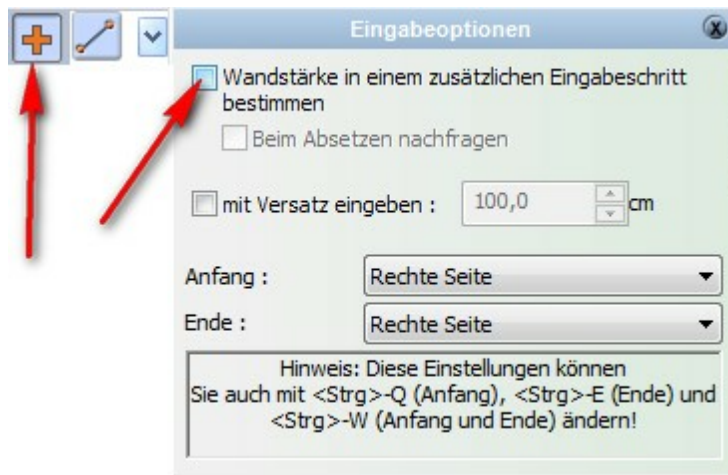 Eingabeoptionen
Wandstärke in einem zusätzlichen Eingabeschritt
bestimmen
Beim Absetzen nachfragen
mit Versatz eingeben : 100,0 cm
Anfang : Rechte Seite
Ende : Rechte Seite
Hinweis: Diese Einstellungen können
Sie auch mit <Strg>-Q (Anfang), <Strg>-E (Ende) und
<Strg>-W (Anfang und Ende) ändern!